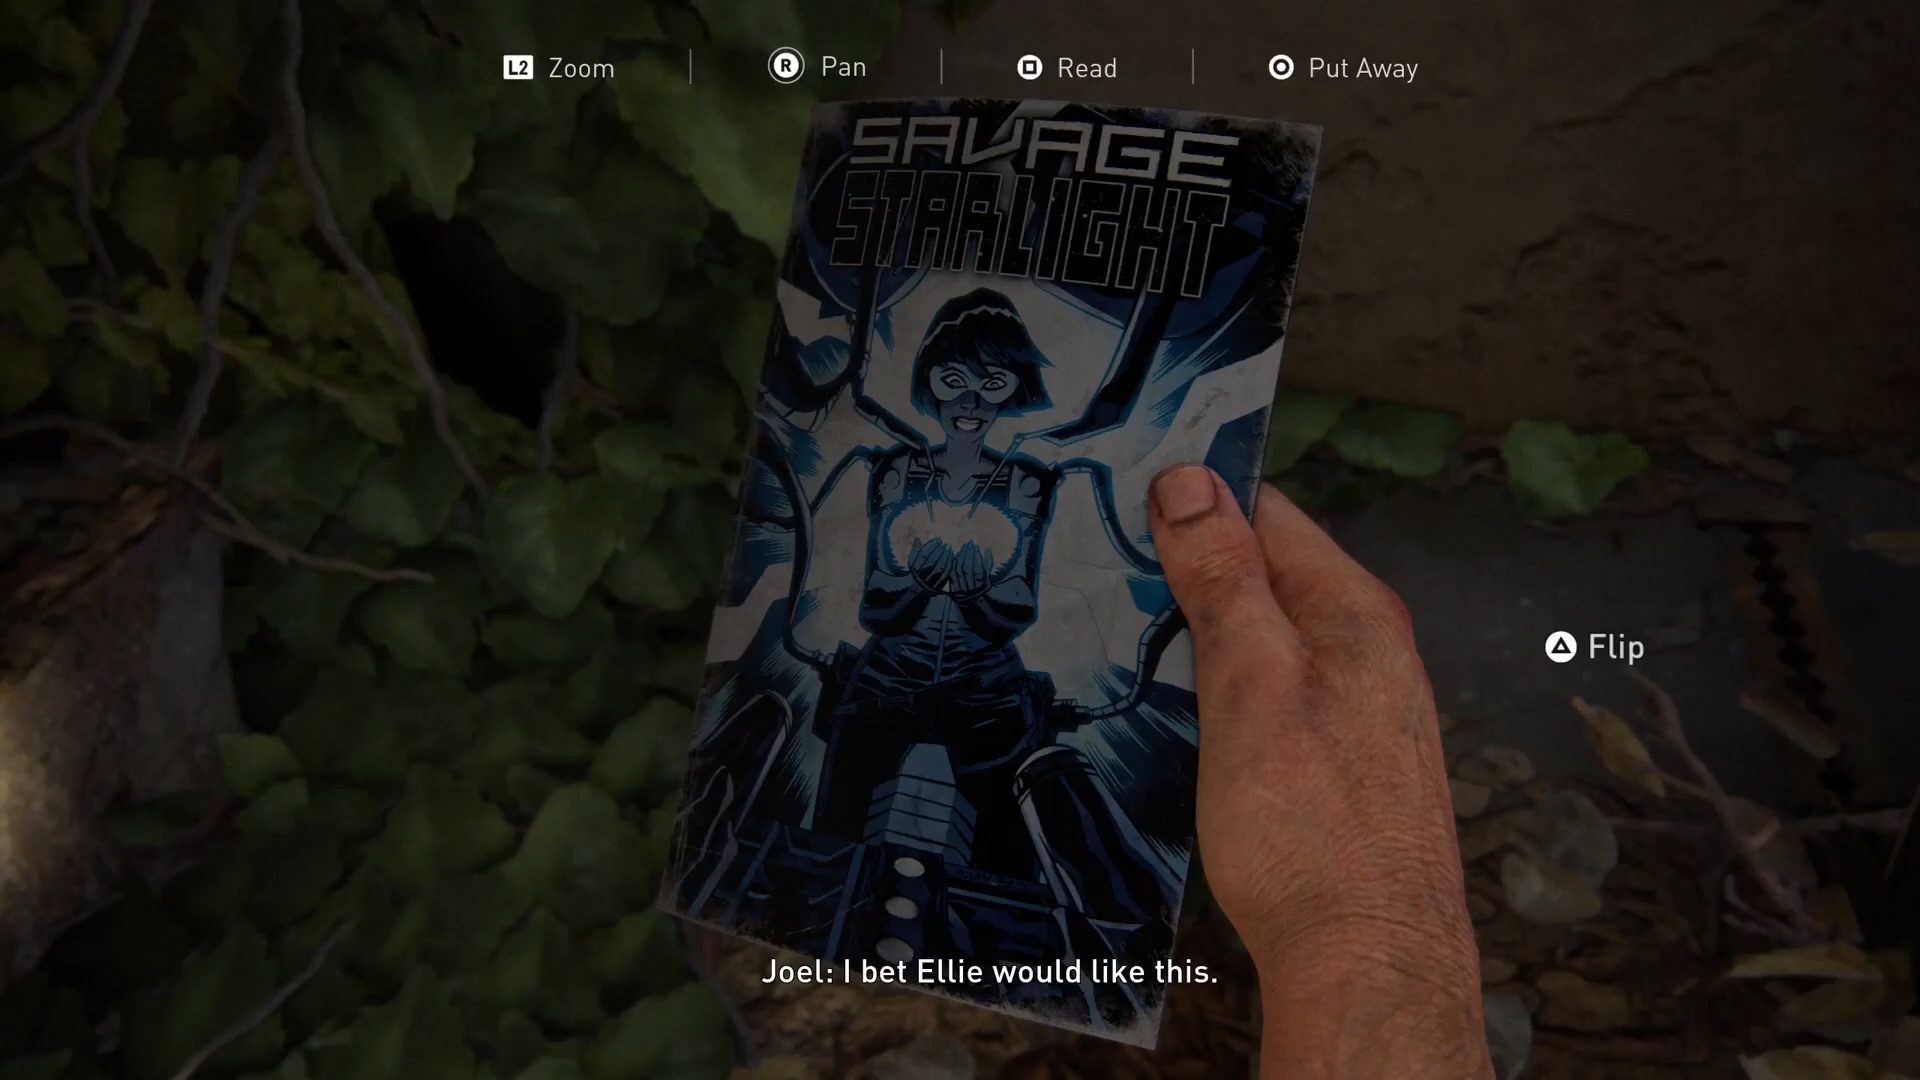 L2 Zoom
R Pan
Read
Put Away
SAVAGE
STARLIGHT
Flip
Joel: I bet Ellie would like this.